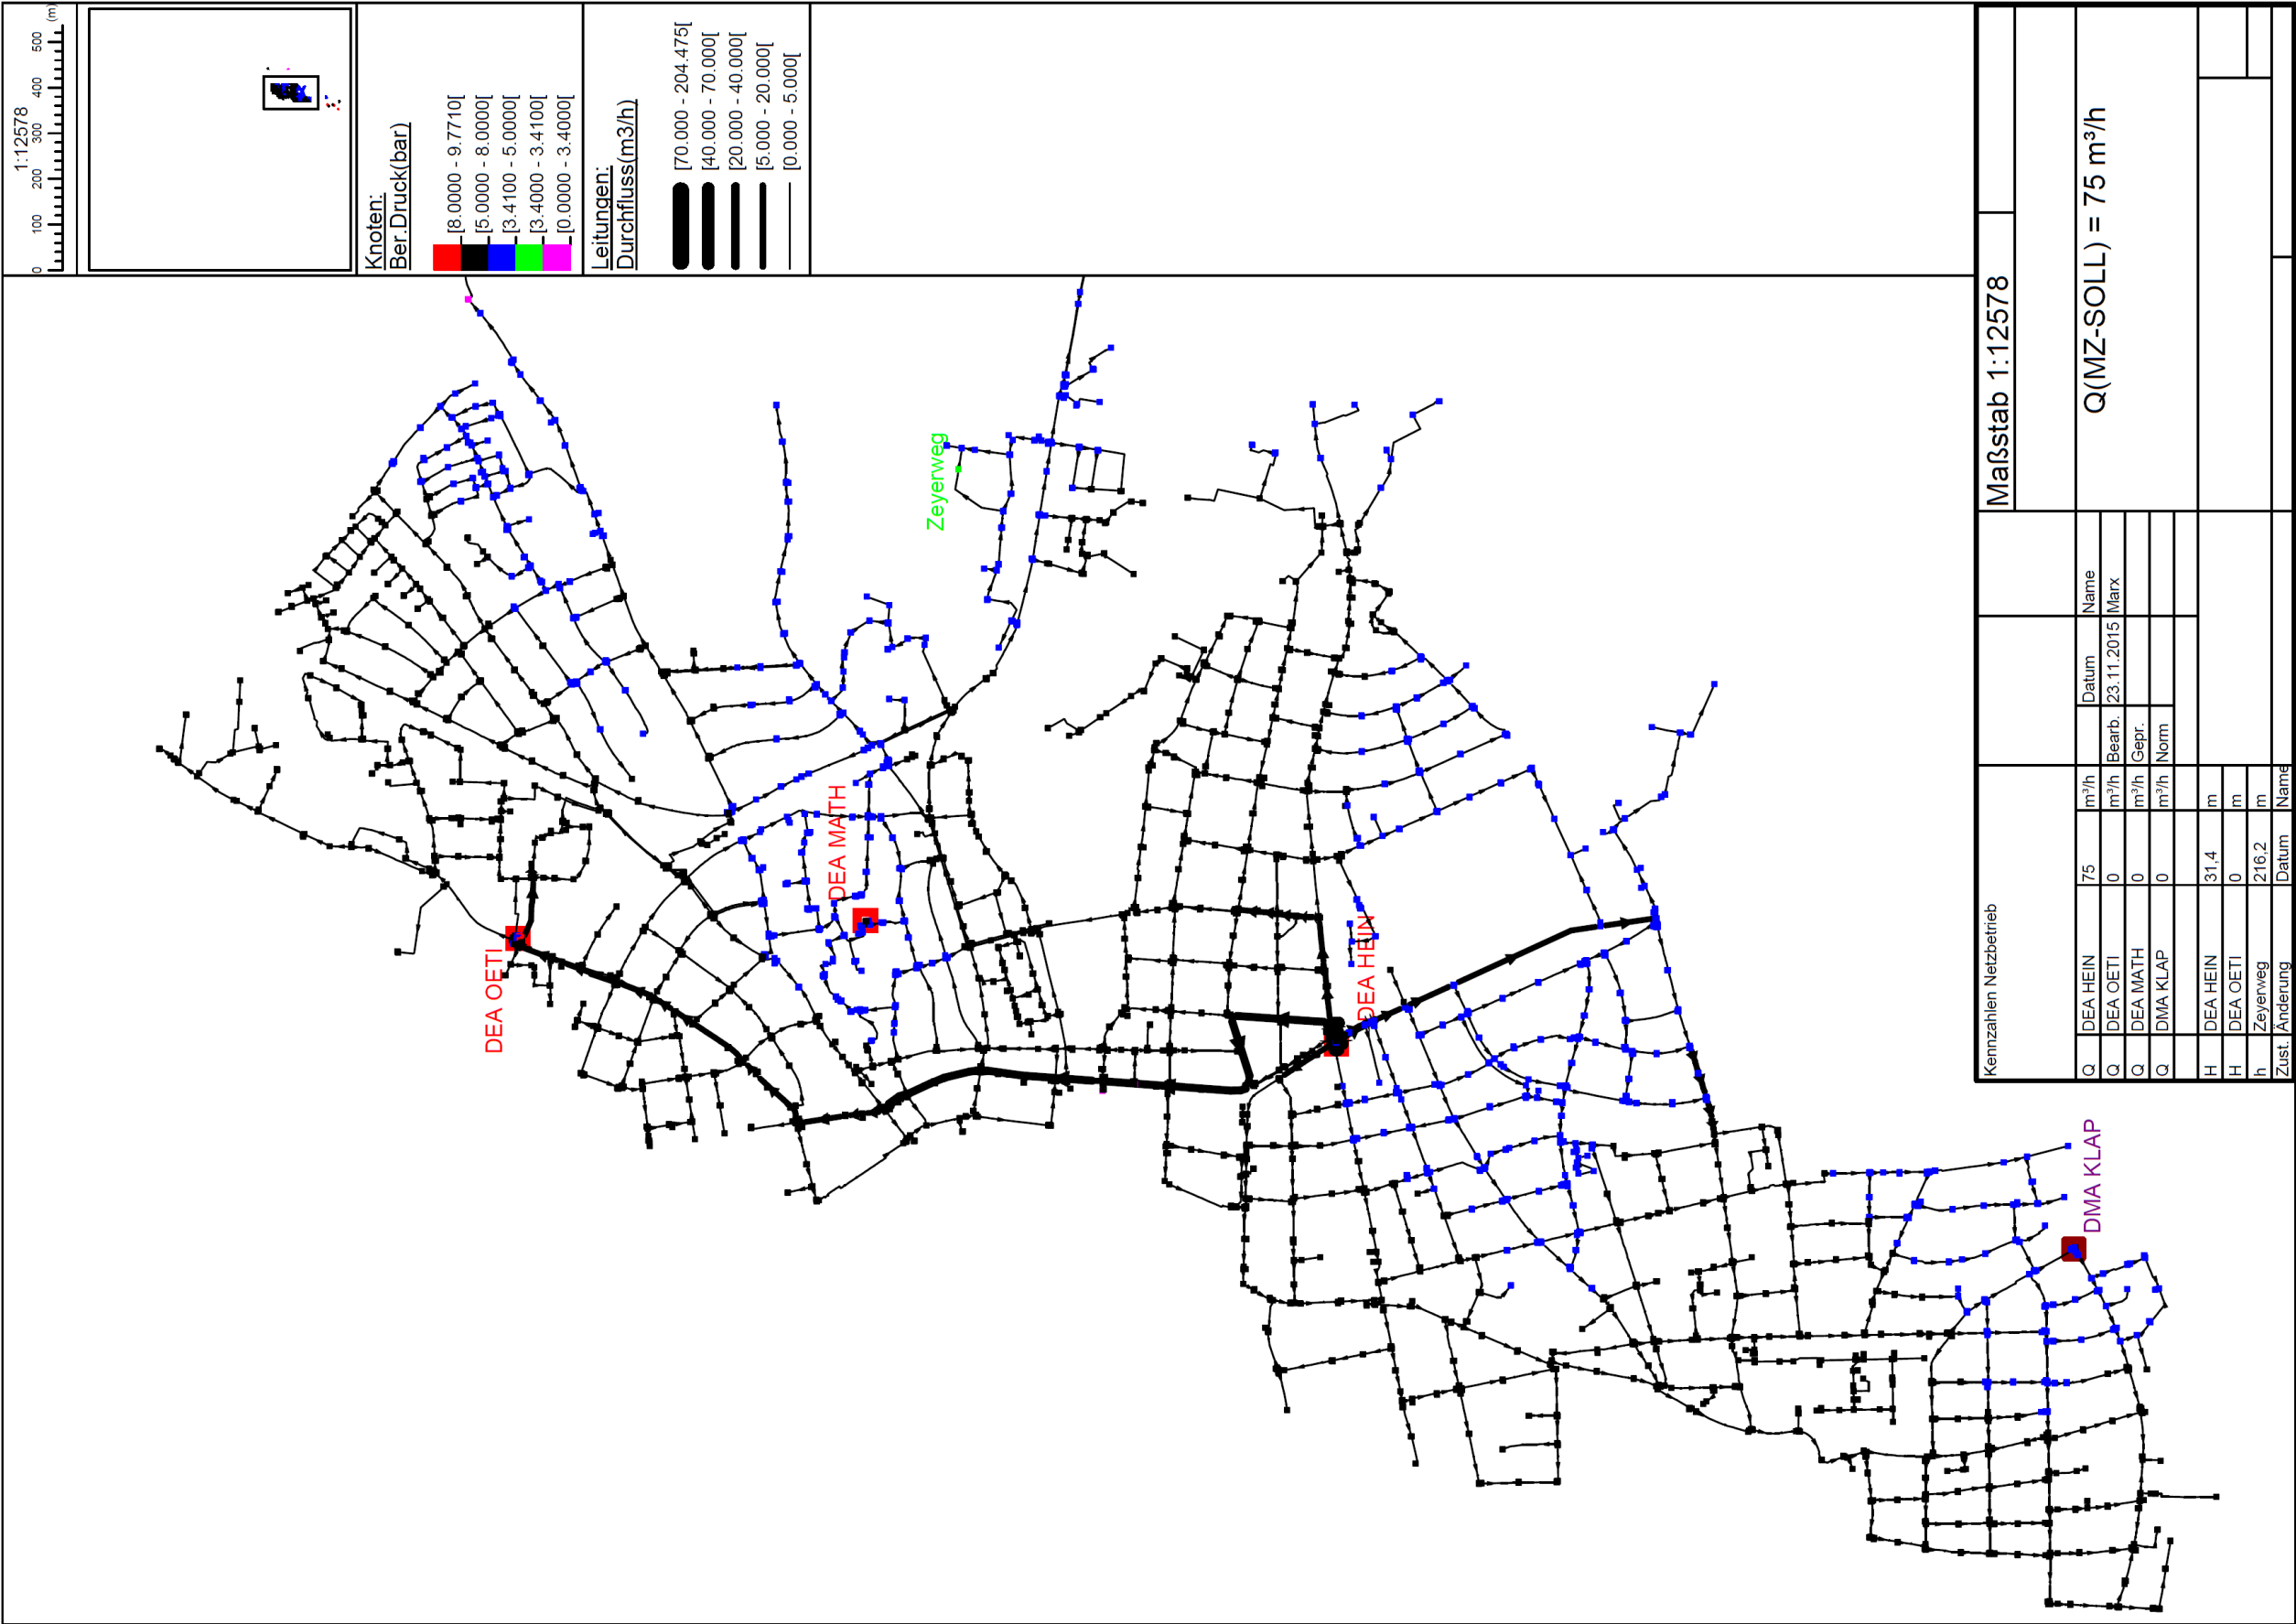 1:12578
0 100 200 300 400 500 (m)
Knoten:
Ber.Druck(bar)
[8.0000 - 9.7710[
[5.0000 - 8.0000[
[3.4100 - 5.0000[
[3.4000 - 3.4100[
[0.0000 - 3.4000[
Leitungen:
Durchfluss(m3/h)
[70.000 - 204.475[
[40.000 - 70.000[
[20.000 - 40.000[
[5.000 - 20.000[
[0.000 - 5.000[
DEA OETI
DEA MATH
Zeyerweg
DEA HEIN
DMA KLAP
Kennzahlen Netzbetrieb
Maßstab 1:12578
Q DEA HEIN 75 m³/h Datum Name
Q DEA OETI 0 m³/h Bearb. 23.11.2015 Marx
Q DEA MATH 0 m³/h Gepr.
Q DMA KLAP 0 m³/h Norm
Q(MZ-SOLL) = 75 m³/h
H DEA HEIN 31,4 m
H DEA OETI 0 m
h Zeyerweg 216,2 m
Zust. Änderung Datum Name